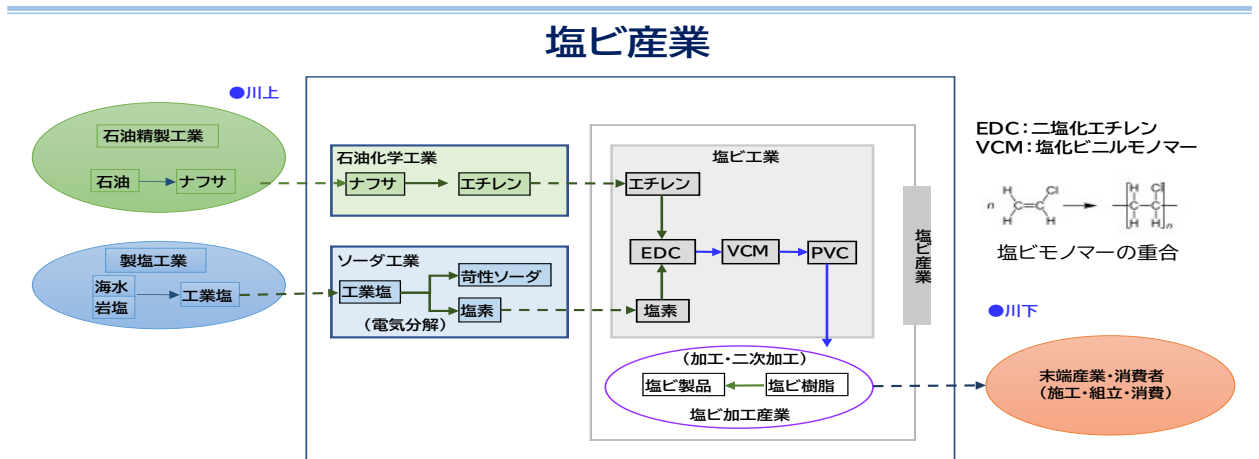 塩ビ産業
●川上
石油精製工業
石油
ナフサ
製塩工業
海水
岩塩
工業塩
石油化学工業
ナフサ
エチレン
ソーダ工業
工業塩
苛性ソーダ
塩素
（電気分解）
塩ビ工業
エチレン
EDC
VCM
PVC
塩素
塩ビ産業
（加工・二次加工）
塩ビ製品
塩ビ樹脂
塩ビ加工産業
EDC：二塩化エチレン
VCM：塩化ビニルモノマー
n
H
Cl
C=C
H
H
H Cl
C-C
H H
n
塩ビモノマーの重合
●川下
末端産業・消費者
（施工・組立・消費）